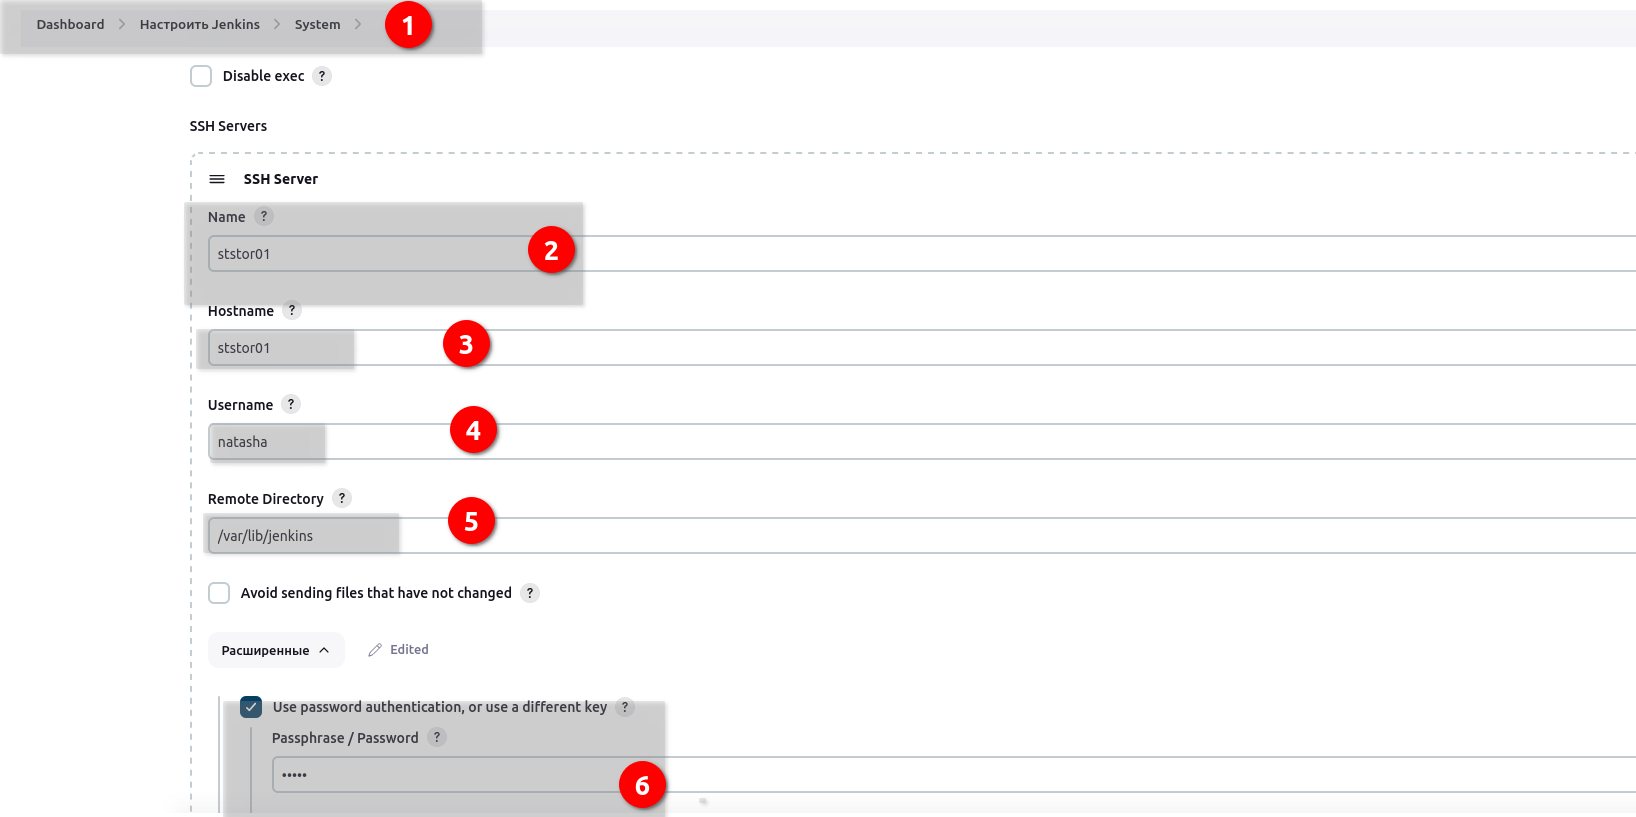 Dashboard > Настроить Jenkins > System > 1
Disable exec ?
SSH Servers
SSH Server
Name ?
ststor01 2
Hostname ?
ststor01 3
Username ?
natasha 4
Remote Directory ?
/var/lib/jenkins 5
Avoid sending files that have not changed ?
Расширенные Edited
Use password authentication, or use a different key ?
Passphrase / Password ?
••••• 6